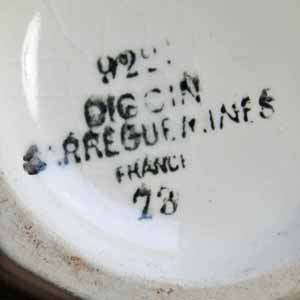 DIGOIN
SARREGUEMINES
FRANCE
73